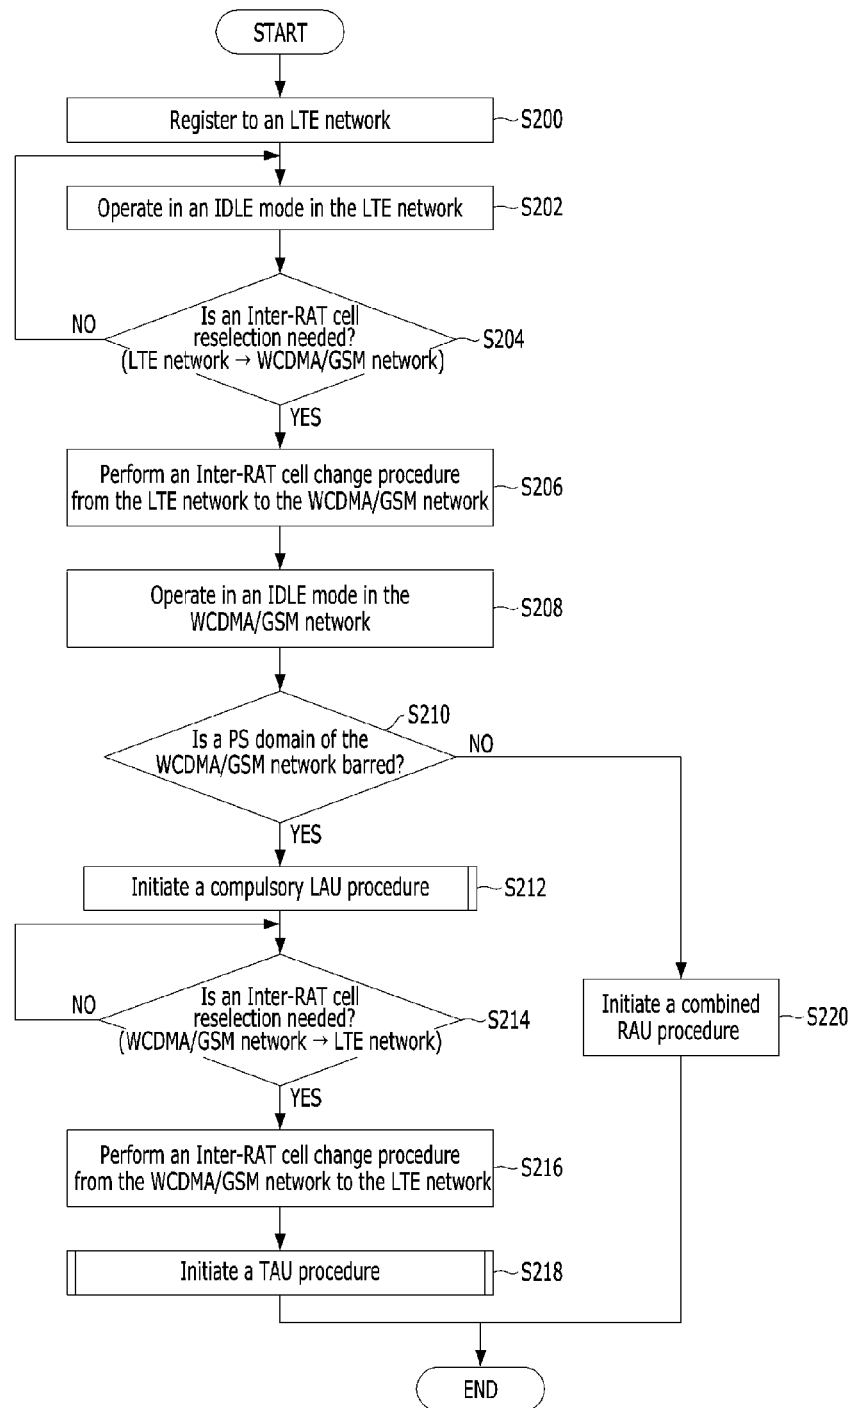 START
Register to an LTE network
S200
Operate in an IDLE mode in the LTE network
S202
Is an Inter-RAT cell
reselection needed?
(LTE network → WCDMA/GSM network)
S204
NO
YES
Perform an Inter-RAT cell change procedure
from the LTE network to the WCDMA/GSM network
S206
Operate in an IDLE mode in the
WCDMA/GSM network
S208
Is a PS domain of the
WCDMA/GSM network barred?
S210
NO
YES
Initiate a compulsory LAU procedure
S212
Is an Inter-RAT cell
reselection needed?
(WCDMA/GSM network → LTE network)
S214
NO
YES
Initiate a combined
RAU procedure
S220
Perform an Inter-RAT cell change procedure
from the WCDMA/GSM network to the LTE network
S216
Initiate a TAU procedure
S218
END